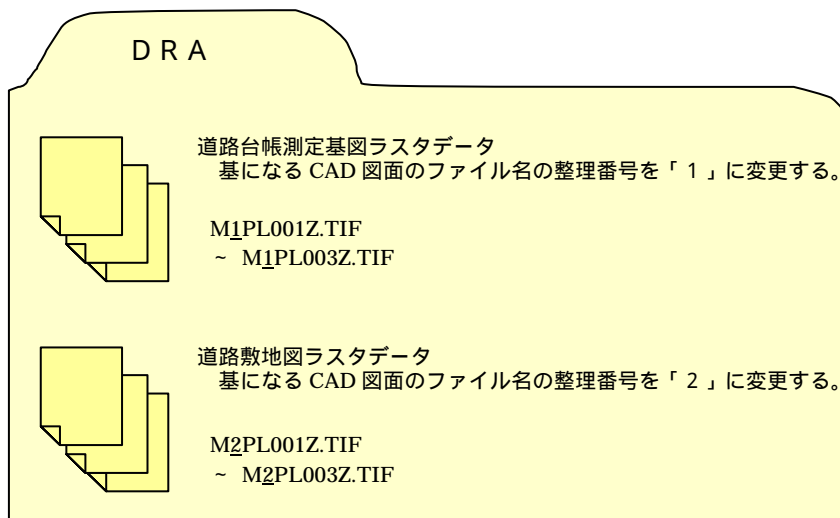 ＤＲＡ
道路台帳測定基図ラスタデータ
基になる CAD 図面のファイル名の整理番号を「１」に変更する。
M1PL001Z.TIF
~ M1PL003Z.TIF
道路敷地図ラスタデータ
基になる CAD 図面のファイル名の整理番号を「２」に変更する。
M2PL001Z.TIF
~ M2PL003Z.TIF